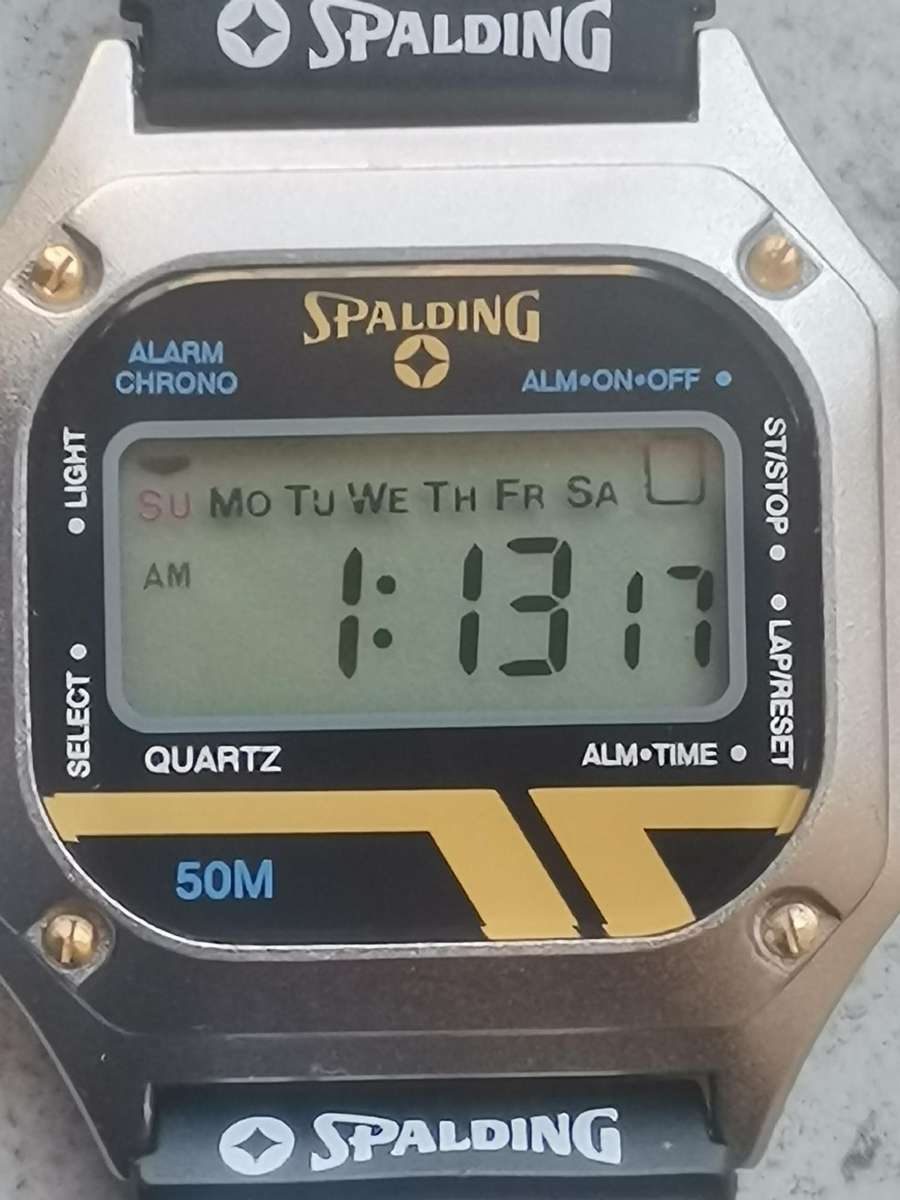 SPALDING
SPALDING
ALARM
CHRONO
ALM•ON•OFF
LIGHT
ST/STOP
SU MO TU WE TH FR SA
AM
1:13 17
SELECT
LAP/RESET
QUARTZ
ALM•TIME
50M
SPALDING